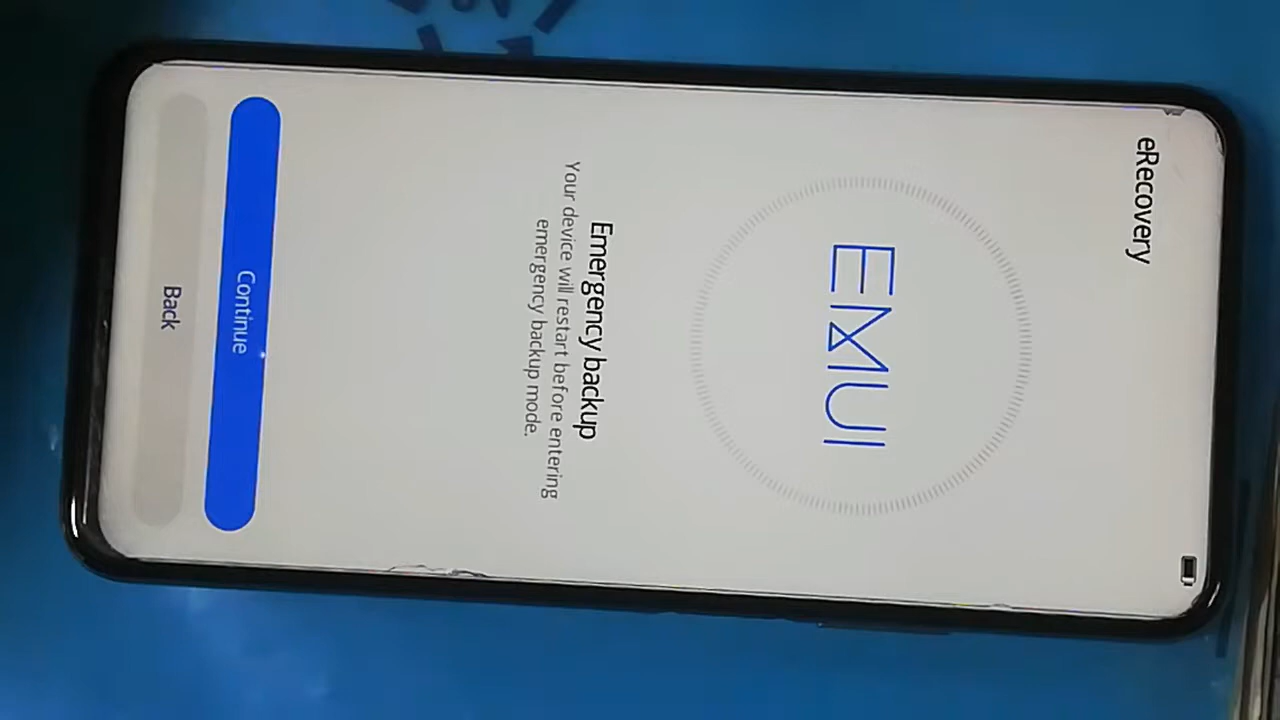 eRecovery
EMUI
Emergency backup
Your device will restart before entering
emergency backup mode.
Continue
Back